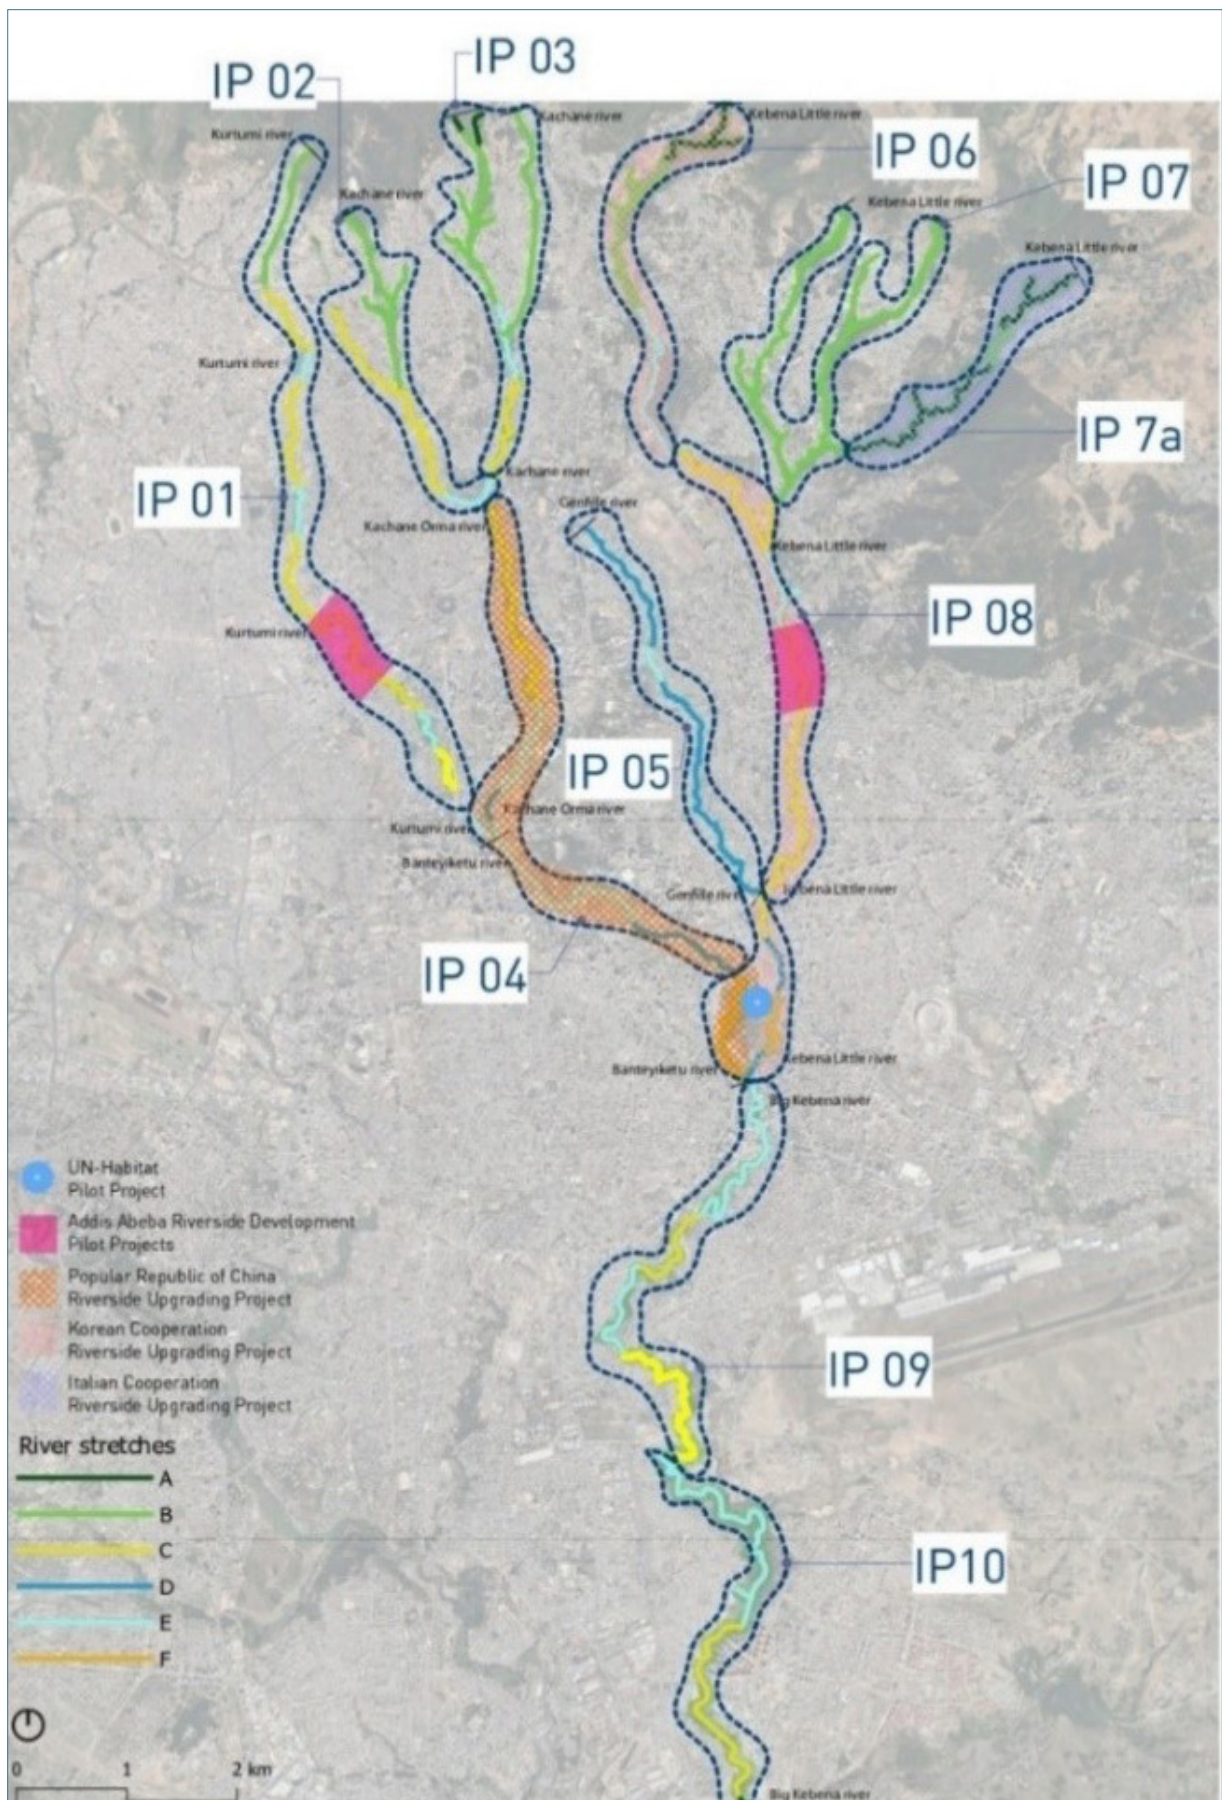 IP 03
IP 02
Kachane river
Kebena Little river
Kurtumi river
IP 06
IP 07
Kachane river
Kebena Little river
Kebena Little river
Kurtumi river
IP 7a
Kachane river
IP 01
Genfille river
Kachane Orma river
Kebena Little river
IP 08
Kurtumi river
IP 05
Kachane Orma river
Kurtumi river
Banteyiketu river
Genfille river
Kebena Little river
IP 04
Kebena Little river
Banteyiketu river
Big Kebena river
UN-Habitat
Pilot Project
Addis Abeba Riverside Development
Pilot Projects
Popular Republic of China
Riverside Upgrading Project
Korean Cooperation
Riverside Upgrading Project
Italian Cooperation
Riverside Upgrading Project
IP 09
River stretches
A
B
C
D
E
F
IP10
0 1 2 km
Big Kebena river